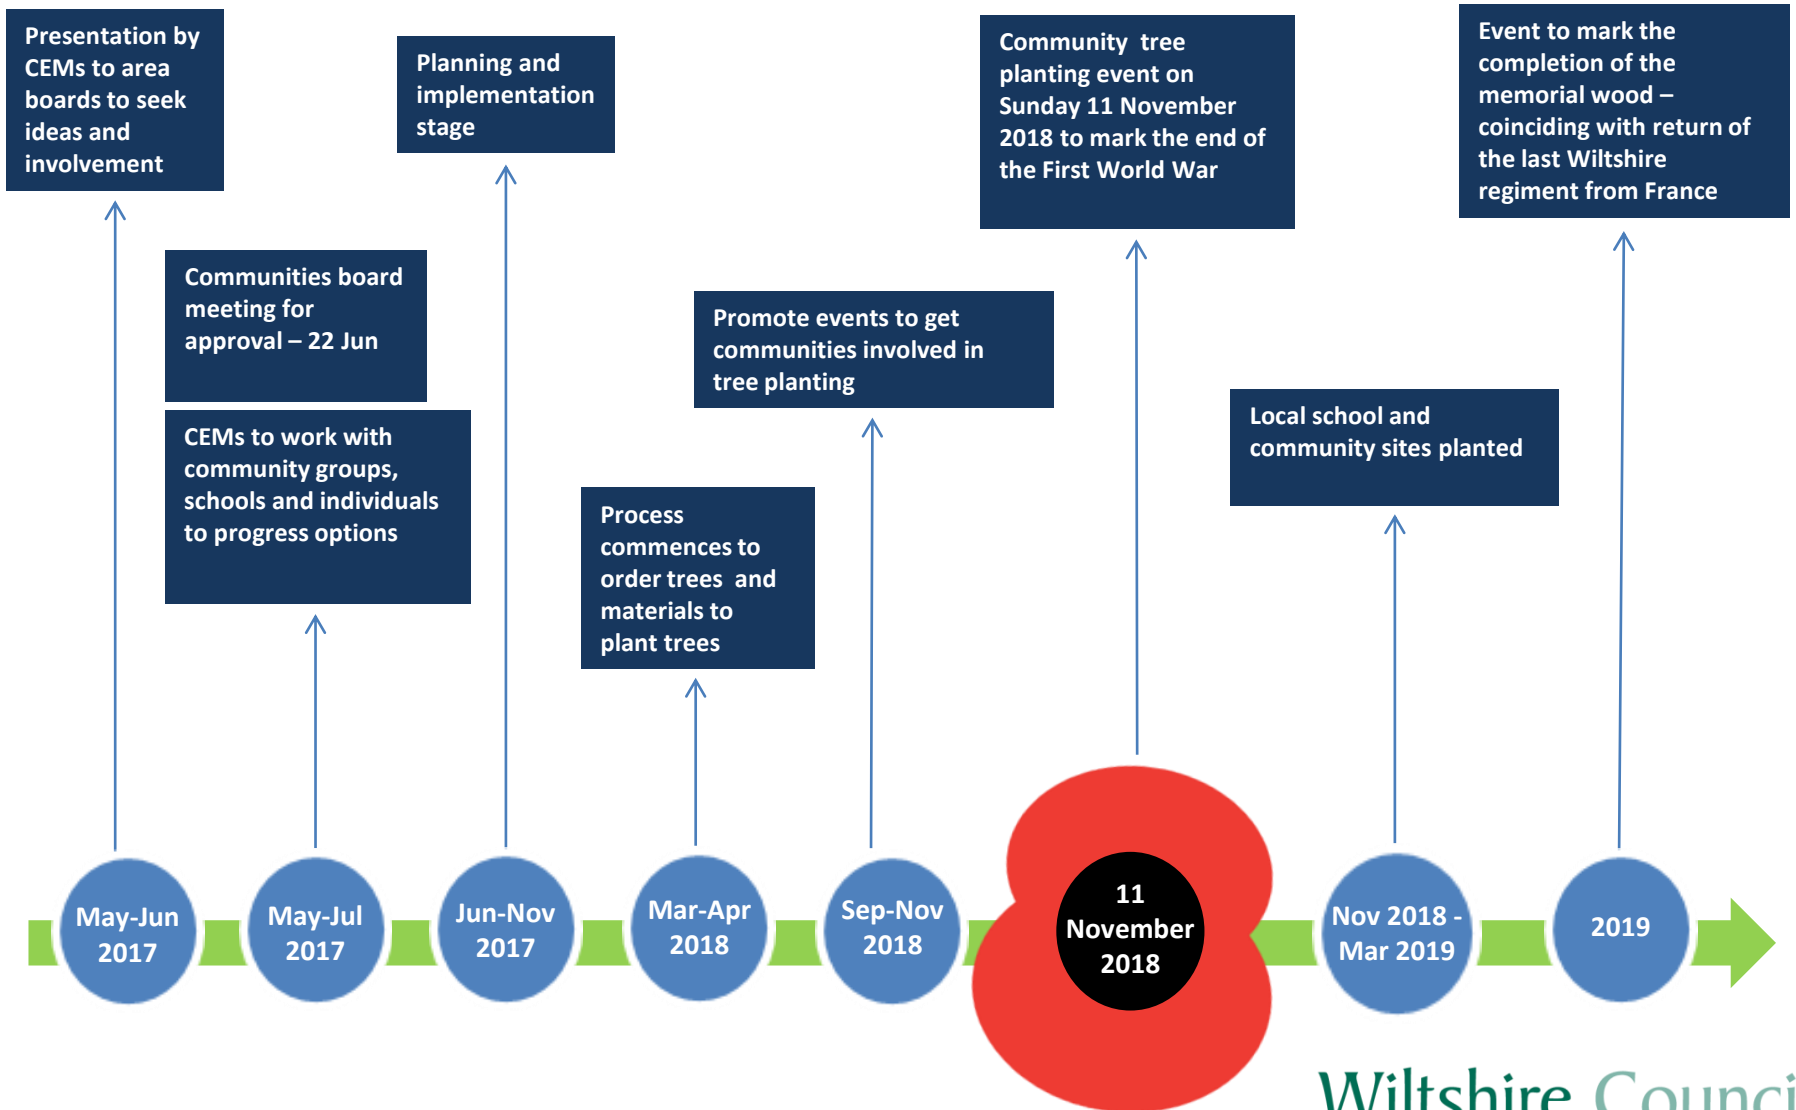 Presentation by
CEMs to area
boards to seek
ideas and
involvement
Communities board
meeting for
approval – 22 Jun
CEMs to work with
community groups,
schools and individuals
to progress options
Planning and
implementation
stage
Process
commences to
order trees and
materials to
plant trees
Promote events to get
communities involved in
tree planting
Community tree
planting event on
Sunday 11 November
2018 to mark the end of
the First World War
Local school and
community sites planted
Event to mark the
completion of the
memorial wood –
coinciding with return of
the last Wiltshire
regiment from France
May-Jun
2017
May-Jul
2017
Jun-Nov
2017
Mar-Apr
2018
Sep-Nov
2018
11
November
2018
Nov 2018 -
Mar 2019
2019
Wiltshire Counci